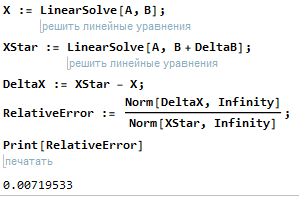 X := LinearSolve[A, B];
решить линейные уравнения
XStar := LinearSolve[A, B + DeltaB];
решить линейные уравнения
DeltaX := XStar - X;
RelativeError := Norm[DeltaX, Infinity] / Norm[XStar, Infinity] ;
Print[RelativeError]
печатать
0.00719533